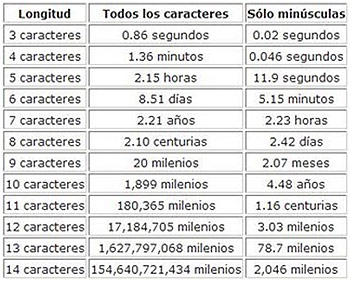 Longitud Todos los caracteres Sólo minúsculas
3 caracteres 0.86 segundos 0.02 segundos
4 caracteres 1.36 minutos 0.046 segundos
5 caracteres 2.15 horas 11.9 segundos
6 caracteres 8.51 días 5.15 minutos
7 caracteres 2.21 años 2.23 horas
8 caracteres 2.10 centurias 2.42 días
9 caracteres 20 milenios 2.07 meses
10 caracteres 1,899 milenios 4.48 años
11 caracteres 180,365 milenios 1.16 centurias
12 caracteres 17,184,705 milenios 3.03 milenios
13 caracteres 1,627,797,068 milenios 78.7 milenios
14 caracteres 154,640,721,434 milenios 2,046 milenios